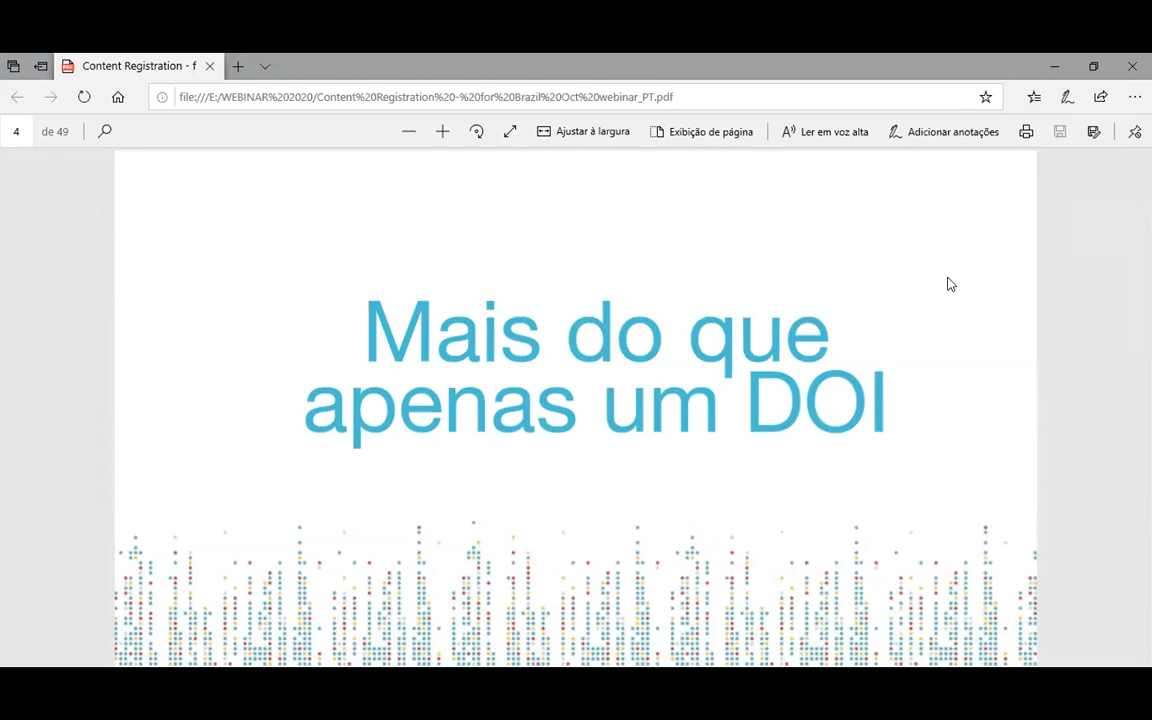 Content Registration - f
file:///E:/WEBINAR%202020/Content%20Registration%20-%20for%20Brazil%20Oct%20webinar_PT.pdf
4 de 49 Ajustar à largura Exibição de página Ler em voz alta Adicionar anotações
Mais do que
apenas um DOI